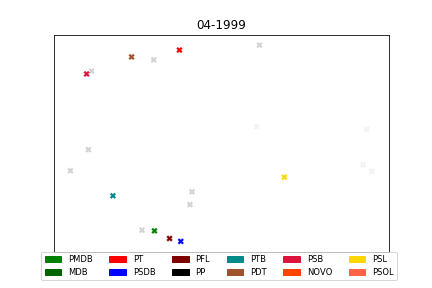 04-1999
PMDB PT PFL PTB PSB PSL
MDB PSDB PP PDT NOVO PSOL